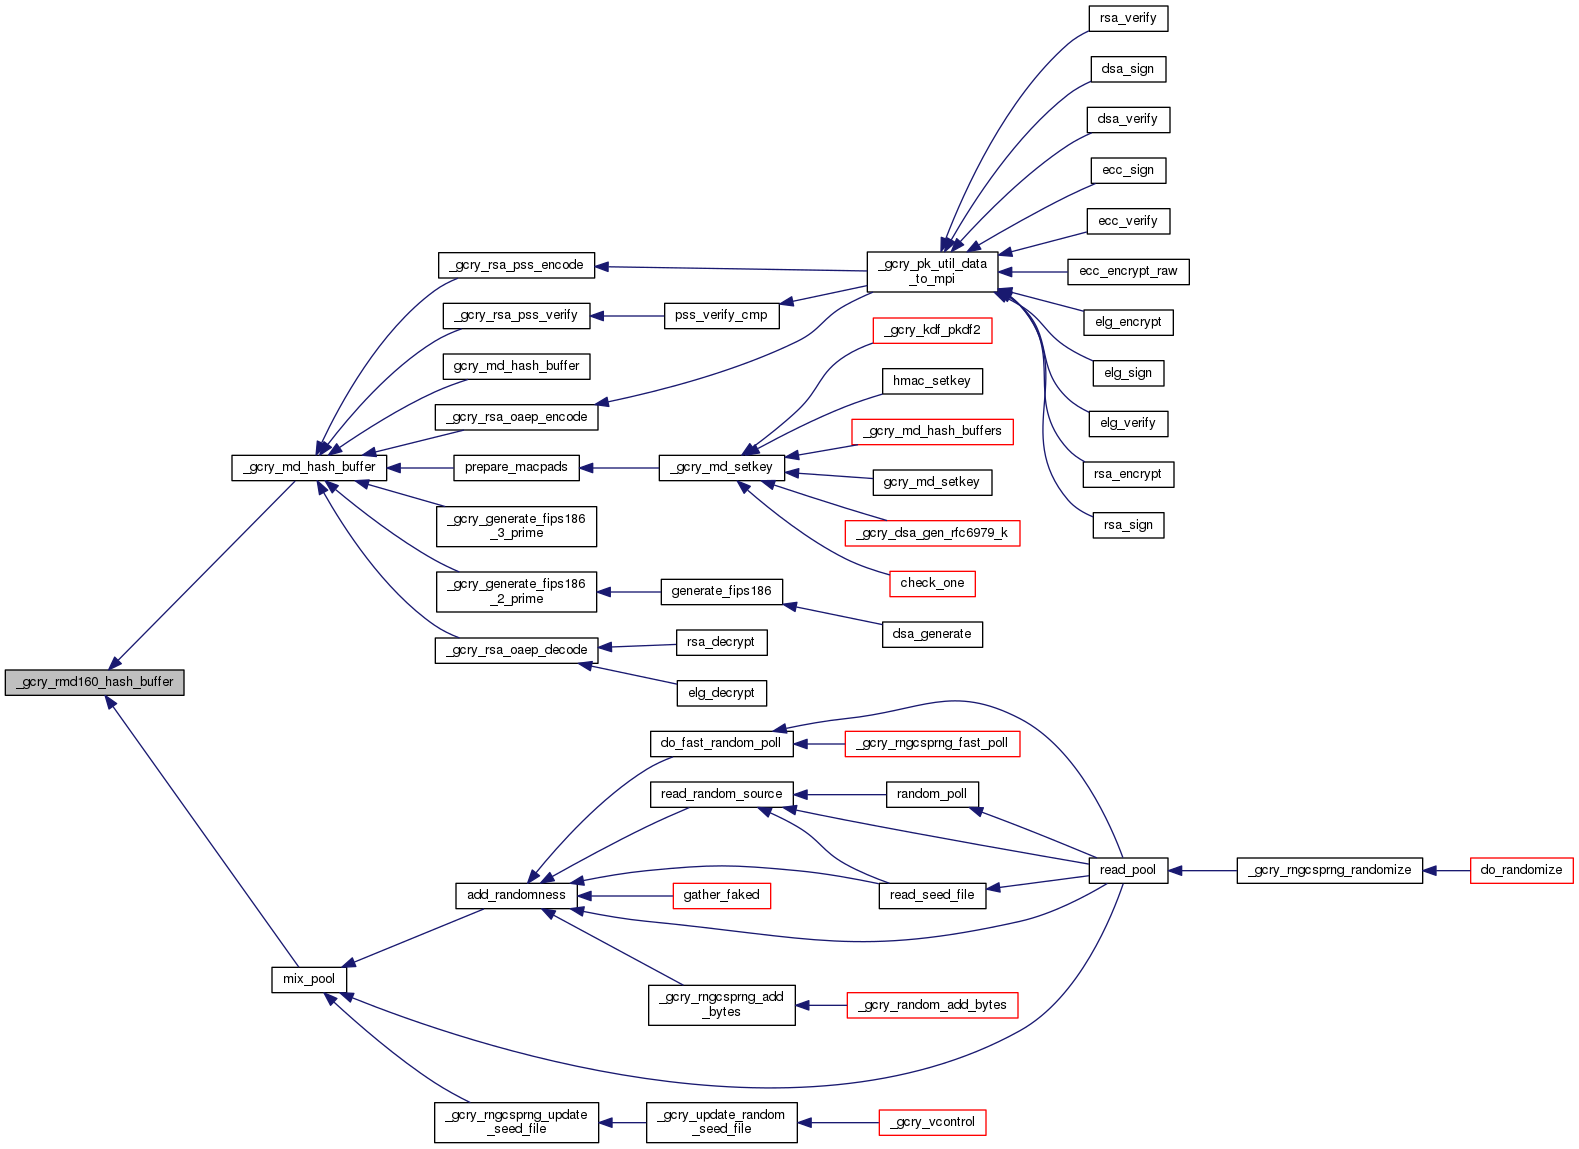 rsa_verify
dsa_sign
dsa_verify
ecc_sign
ecc_verify
_gcry_rsa_pss_encode
_gcry_pk_util_data
_to_mpi
ecc_encrypt_raw
_gcry_rsa_pss_verify
pss_verify_cmp
elg_encrypt
_gcry_kdf_pkdf2
gcry_md_hash_buffer
hmac_setkey
elg_sign
_gcry_rsa_oaep_encode
_gcry_md_hash_buffers
elg_verify
_gcry_md_hash_buffer
prepare_macpads
_gcry_md_setkey
gcry_md_setkey
rsa_encrypt
_gcry_generate_fips186
_3_prime
_gcry_dsa_gen_rfc6979_k
rsa_sign
_gcry_generate_fips186
_2_prime
generate_fips186
check_one
dsa_generate
_gcry_rsa_oaep_decode
rsa_decrypt
elg_decrypt
_gcry_rmd160_hash_buffer
do_fast_random_poll
_gcry_rngcsprng_fast_poll
read_random_source
random_poll
read_pool
_gcry_rngcsprng_randomize
do_randomize
add_randomness
gather_faked
read_seed_file
mix_pool
_gcry_rngcsprng_add
_bytes
_gcry_random_add_bytes
_gcry_rngcsprng_update
_seed_file
_gcry_update_random
_seed_file
_gcry_vcontrol